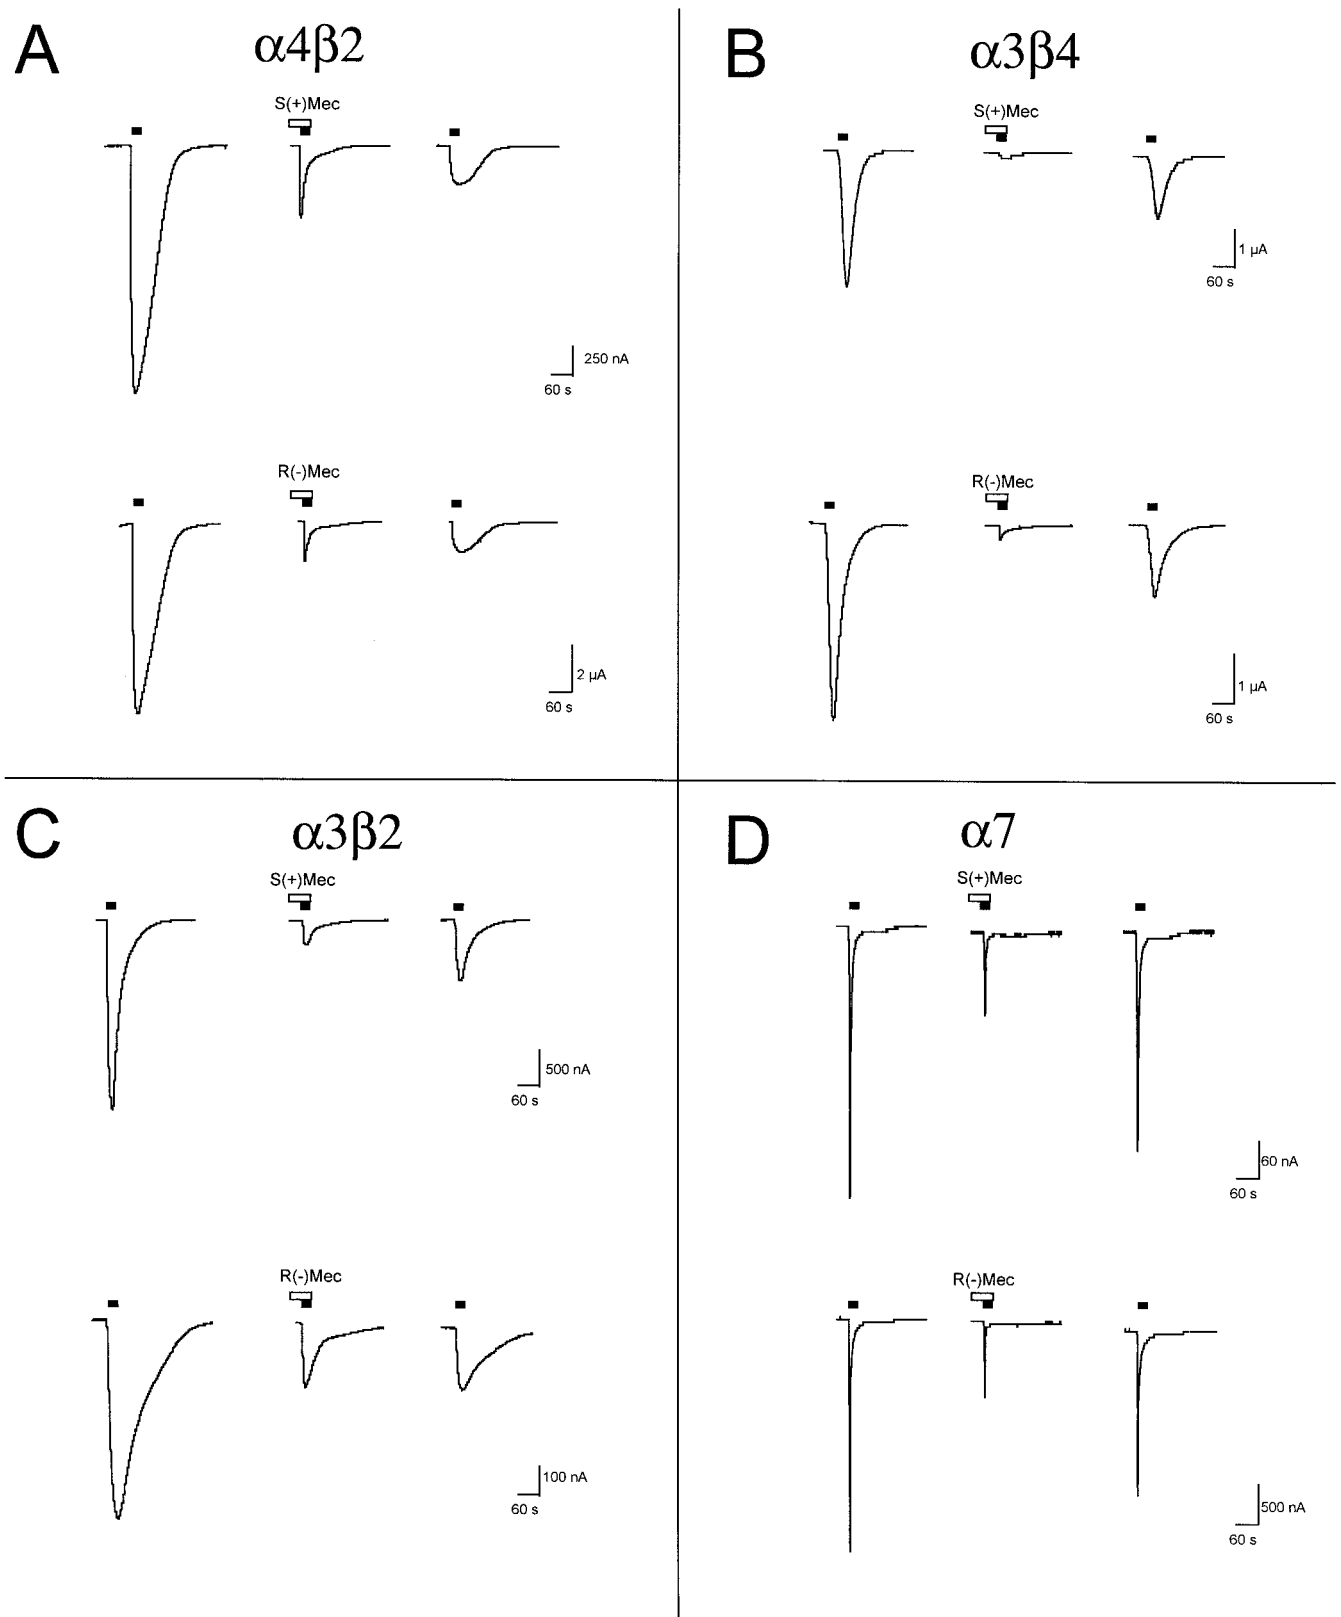 A
α4β2
S(+)Mec
250 nA
60 s
R(-)Mec
2 µA
60 s
B
α3β4
S(+)Mec
1 µA
60 s
R(-)Mec
1 µA
60 s
C
α3β2
S(+)Mec
500 nA
60 s
R(-)Mec
100 nA
60 s
D
α7
S(+)Mec
60 nA
60 s
R(-)Mec
500 nA
60 s